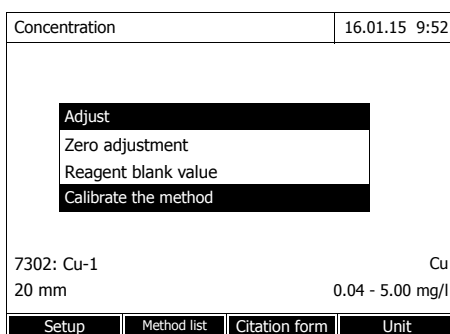 Concentration 16.01.15 9:52
Adjust
Zero adjustment
Reagent blank value
Calibrate the method
7302: Cu-1 Cu
20 mm 0.04 - 5.00 mg/l
Setup Method list Citation form Unit